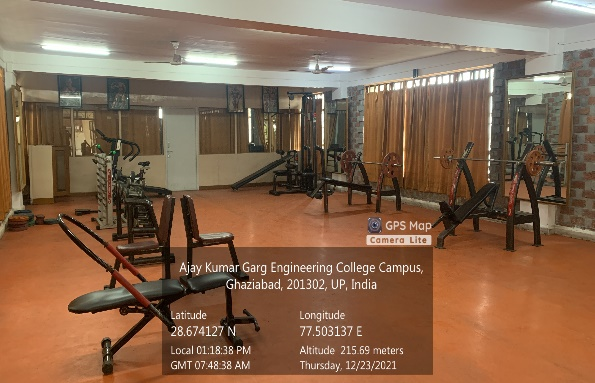 GPS Map
Camera Lite
Ajay Kumar Garg Engineering College Campus,
Ghaziabad, 201302, UP, India
Latitude
28.674127 N
Longitude
77.503137 E
Local 01:18:38 PM
GMT 07:48:38 AM
Altitude 215.69 meters
Thursday, 12/23/2021